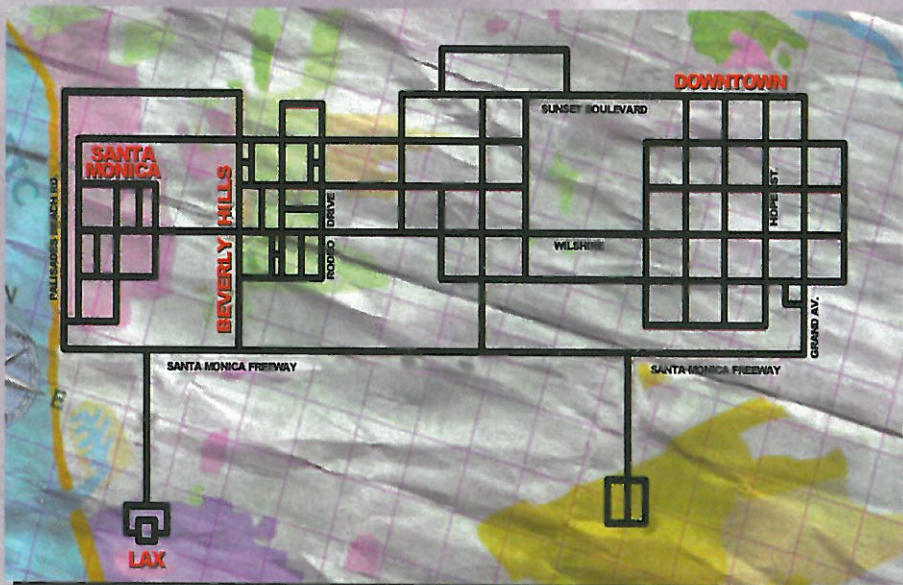 DOWNTOWN
SUNSET BOULEVARD
SANTA
MONICA
PALISADES BEACH RD.
BEVERLY HILLS
RODEO DRIVE
HOPE ST.
WILSHIRE
GRAND AV.
SANTA MONICA FREEWAY
SANTA MONICA FREEWAY
E
LAX